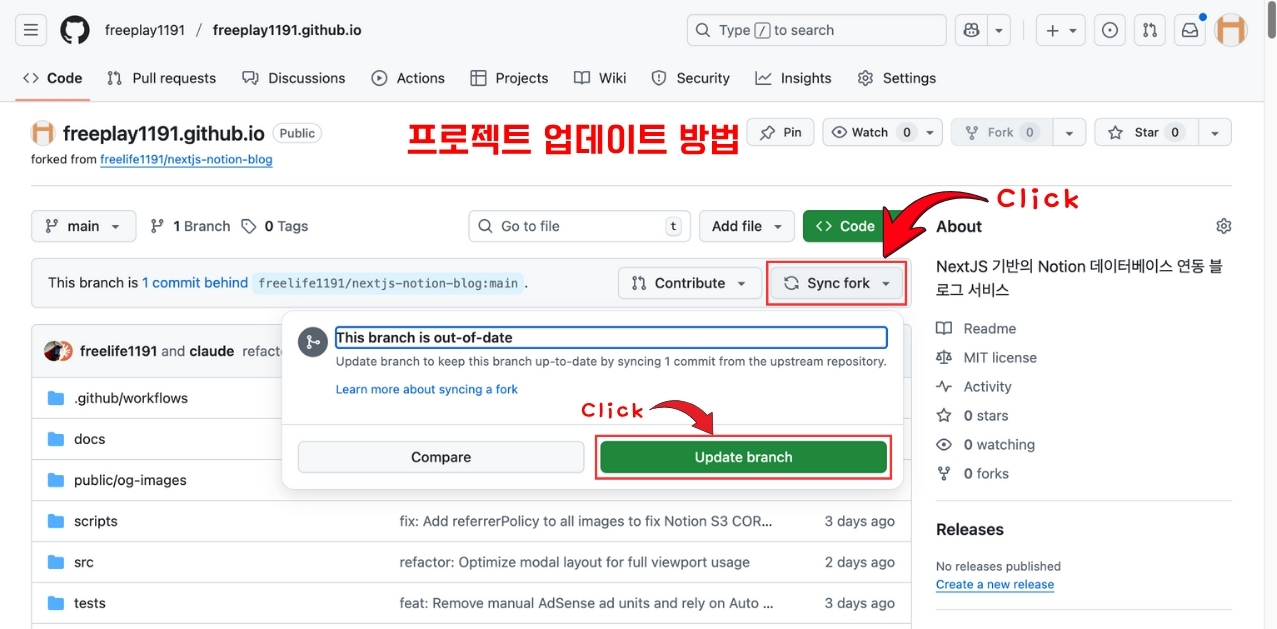 freeplay1191 / freeplay1191.github.io Type / to search
Code Pull requests Discussions Actions Projects Wiki Security Insights Settings
freeplay1191.github.io Public 프로젝트 업데이트 방법 Pin Watch 0 Fork 0 Star 0
forked from freelife1191/nextjs-notion-blog
Click
main 1 Branch 0 Tags Go to file t Add file Code About
This branch is 1 commit behind freelife1191/nextjs-notion-blog:main . Contribute Sync fork
NextJS 기반의 Notion 데이터베이스 연동 블
로그 서비스
This branch is out-of-date
Update branch to keep this branch up-to-date by syncing 1 commit from the upstream repository.
Learn more about syncing a fork
Click
Compare Update branch
freelife1191 and claude refact
.github/workflows
docs
public/og-images
scripts fix: Add referrerPolicy to all images to fix Notion S3 COR... 3 days ago
src refactor: Optimize modal layout for full viewport usage 2 days ago
tests feat: Remove manual AdSense ad units and rely on Auto ... 3 days ago
Readme
MIT license
Activity
0 stars
0 watching
0 forks
Releases
No releases published
Create a new release